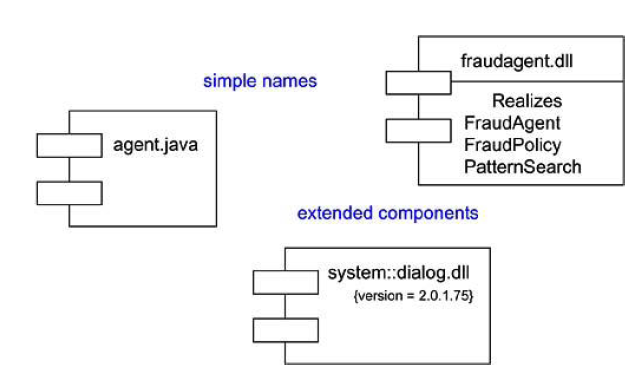 fraudagent.dll
simple names
Realizes
FraudAgent
FraudPolicy
PatternSearch
agent.java
extended components
system::dialog.dll
{version = 2.0.1.75}